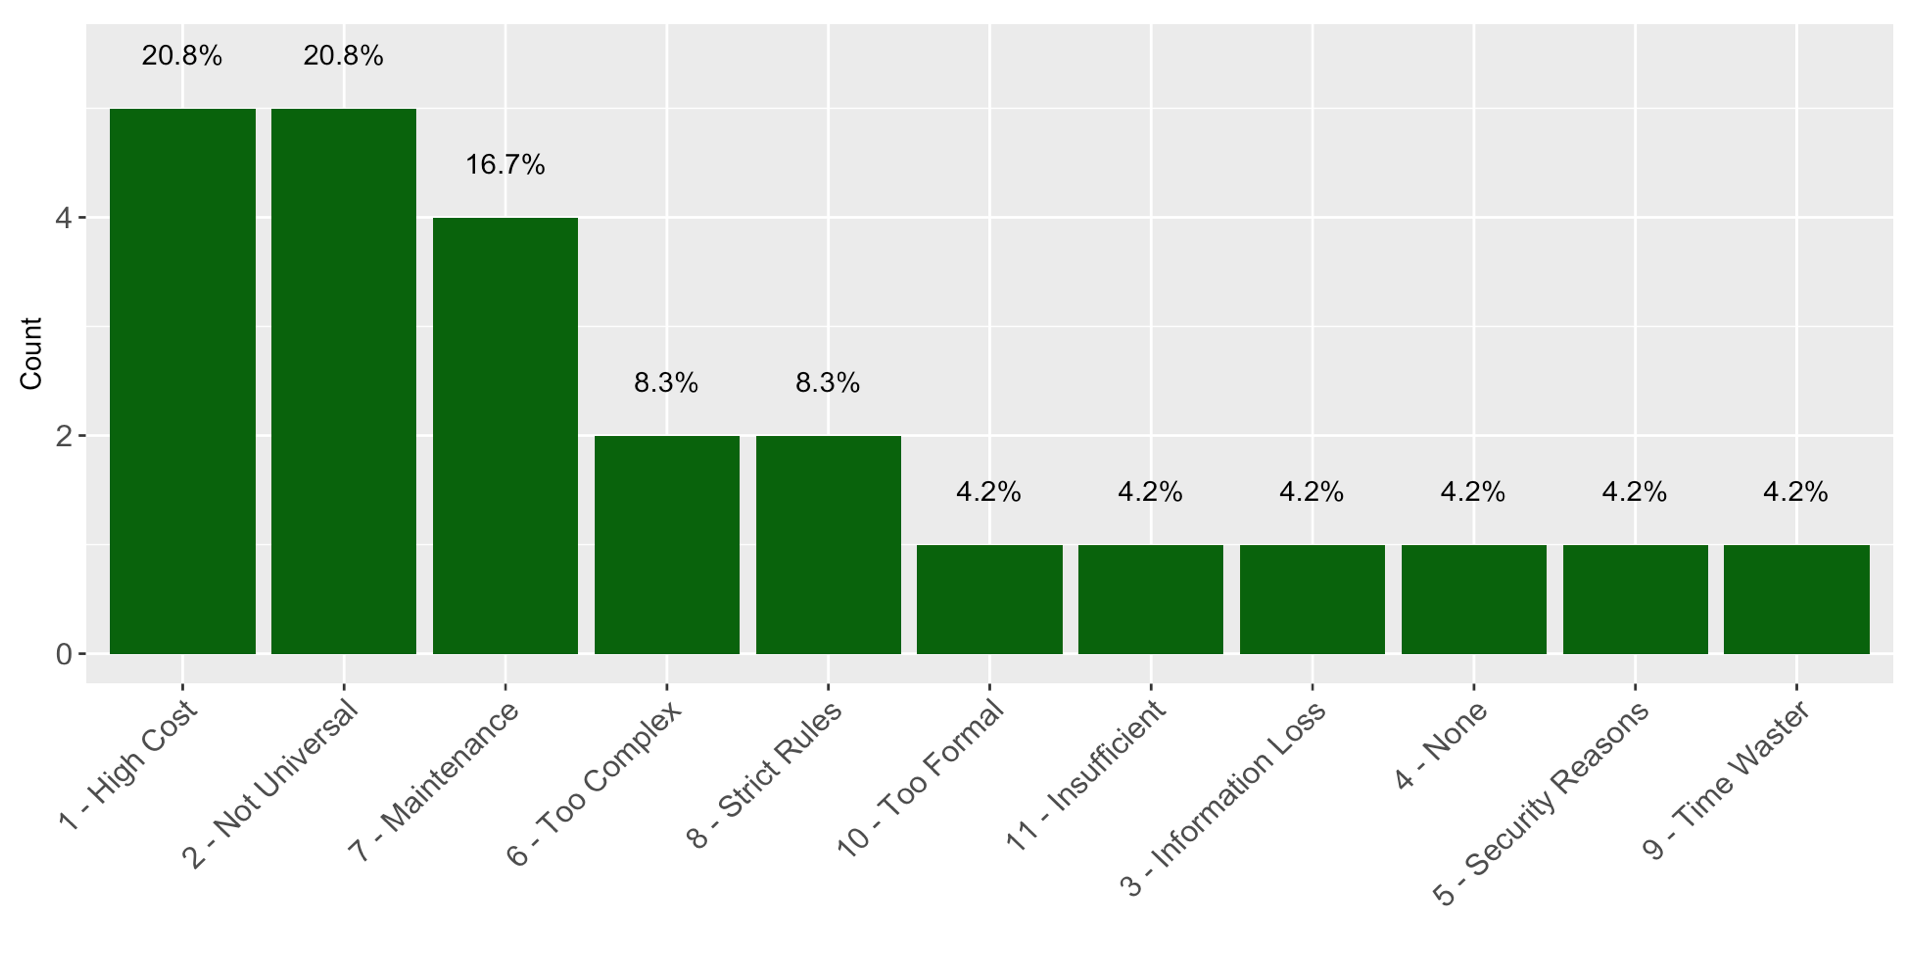 20.8%
20.8%
16.7%
8.3%
8.3%
4.2%
4.2%
4.2%
4.2%
4.2%
4.2%
Count
4
2
0
1 - High Cost
2 - Not Universal
7 - Maintenance
6 - Too Complex
8 - Strict Rules
10 - Too Formal
11 - Insufficient
3 - Information Loss
4 - None
5 - Security Reasons
9 - Time Waster